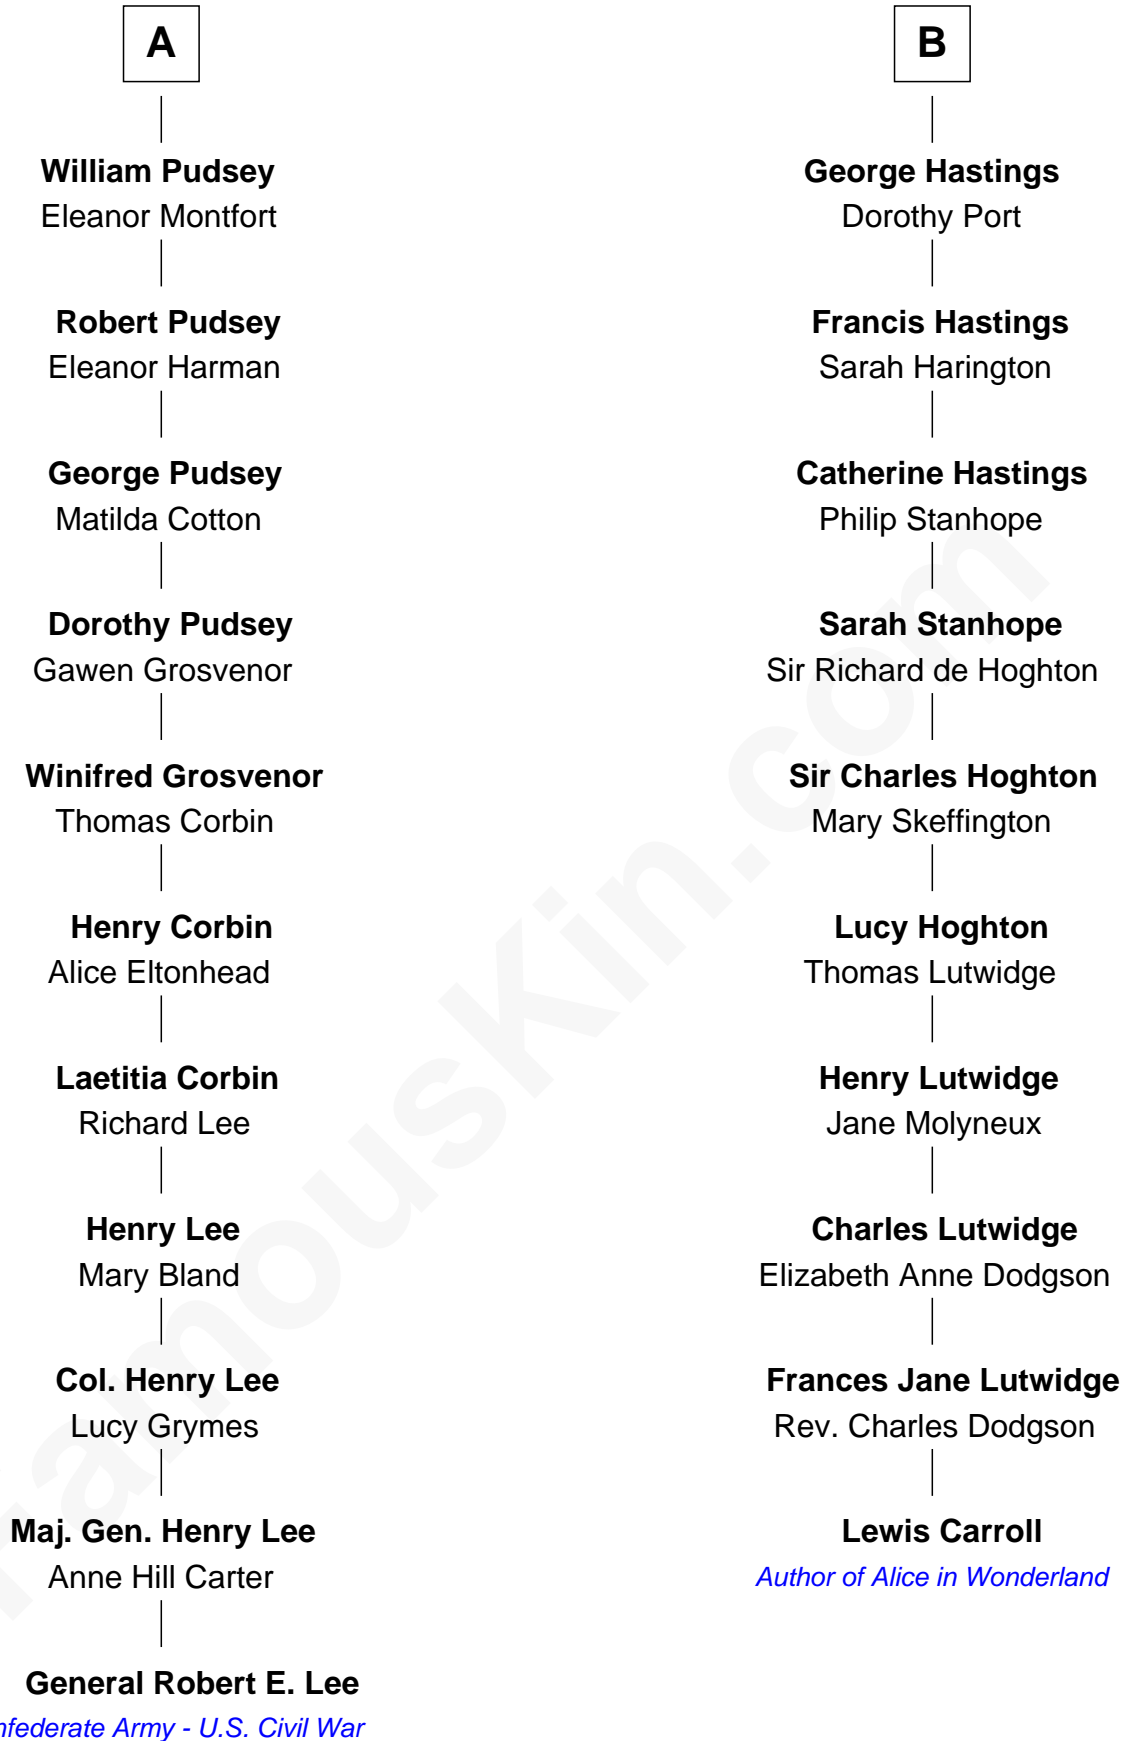 A
William Pudsey
Eleanor Montfort
Robert Pudsey
Eleanor Harman
George Pudsey
Matilda Cotton
Dorothy Pudsey
Gawen Grosvenor
Winifred Grosvenor
Thomas Corbin
Henry Corbin
Alice Eltonhead
Laetitia Corbin
Richard Lee
Henry Lee
Mary Bland
Col. Henry Lee
Lucy Grymes
Maj. Gen. Henry Lee
Anne Hill Carter
General Robert E. Lee
nfederate Army - U.S. Civil War
B
George Hastings
Dorothy Port
Francis Hastings
Sarah Harington
Catherine Hastings
Philip Stanhope
Sarah Stanhope
Sir Richard de Hoghton
Sir Charles Hoghton
Mary Skeffington
Lucy Hoghton
Thomas Lutwidge
Henry Lutwidge
Jane Molyneux
Charles Lutwidge
Elizabeth Anne Dodgson
Frances Jane Lutwidge
Rev. Charles Dodgson
Lewis Carroll
Author of Alice in Wonderland
FamousKin.com